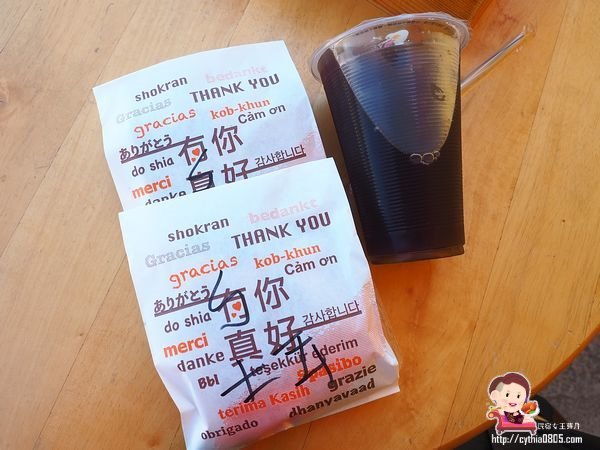 shokran bedankt
Gracias THANK YOU
gracias kob-khun
ありがとう Cảm ơn
do shia 有你
merci 真好 감사합니다
danke
shokran bedankt
Gracias THANK YOU
gracias kob-khun
ありがとう Cảm ơn
do shia 有你
merci 真好 감사합니다
danke teşekkür ederim
Bbl spasibo
terima Kasih grazie
obrigado dhanyavaad
http://cythia0805.com